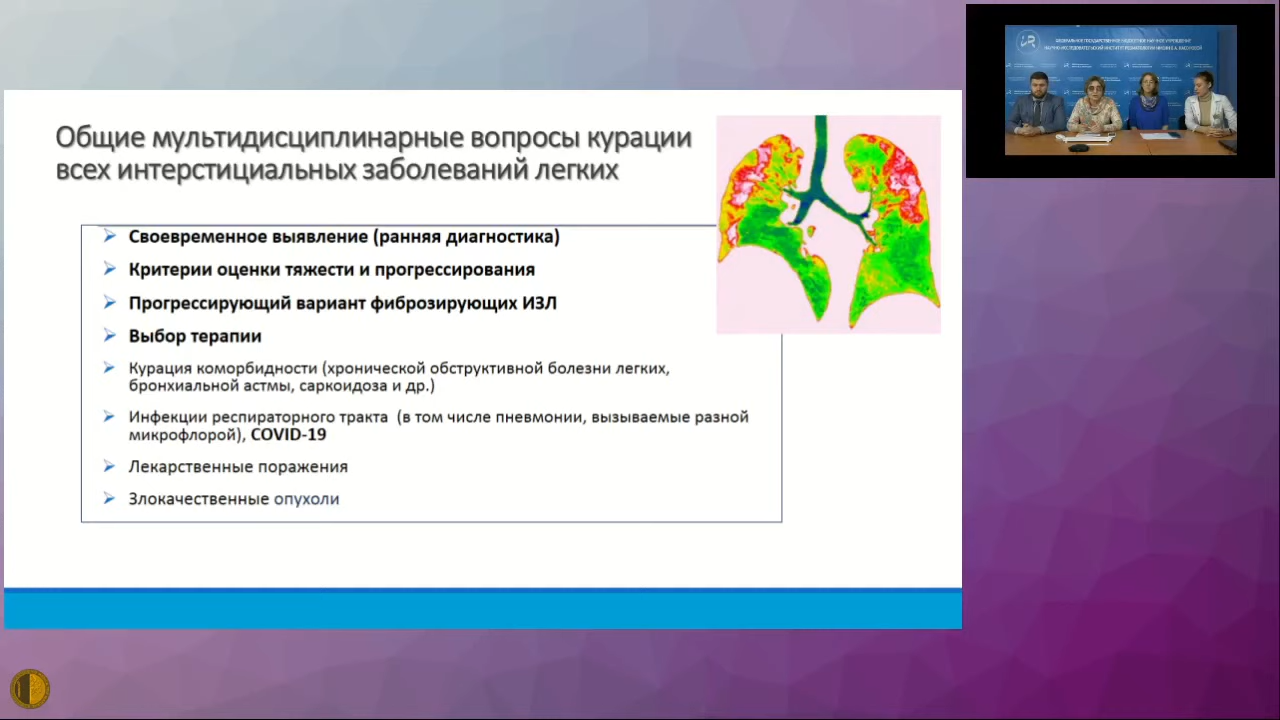 Общие мультидисциплинарные вопросы курации
всех интерстициальных заболеваний легких
Своевременное выявление (ранняя диагностика)
Критерии оценки тяжести и прогрессирования
Прогрессирующий вариант фиброзирующих ИЗЛ
Выбор терапии
Курация коморбидности (хронической обструктивной болезни легких,
бронхиальной астмы, саркоидоза и др.)
Инфекции респираторного тракта (в том числе пневмонии, вызываемые разной
микрофлорой), COVID-19
Лекарственные поражения
Злокачественные опухоли